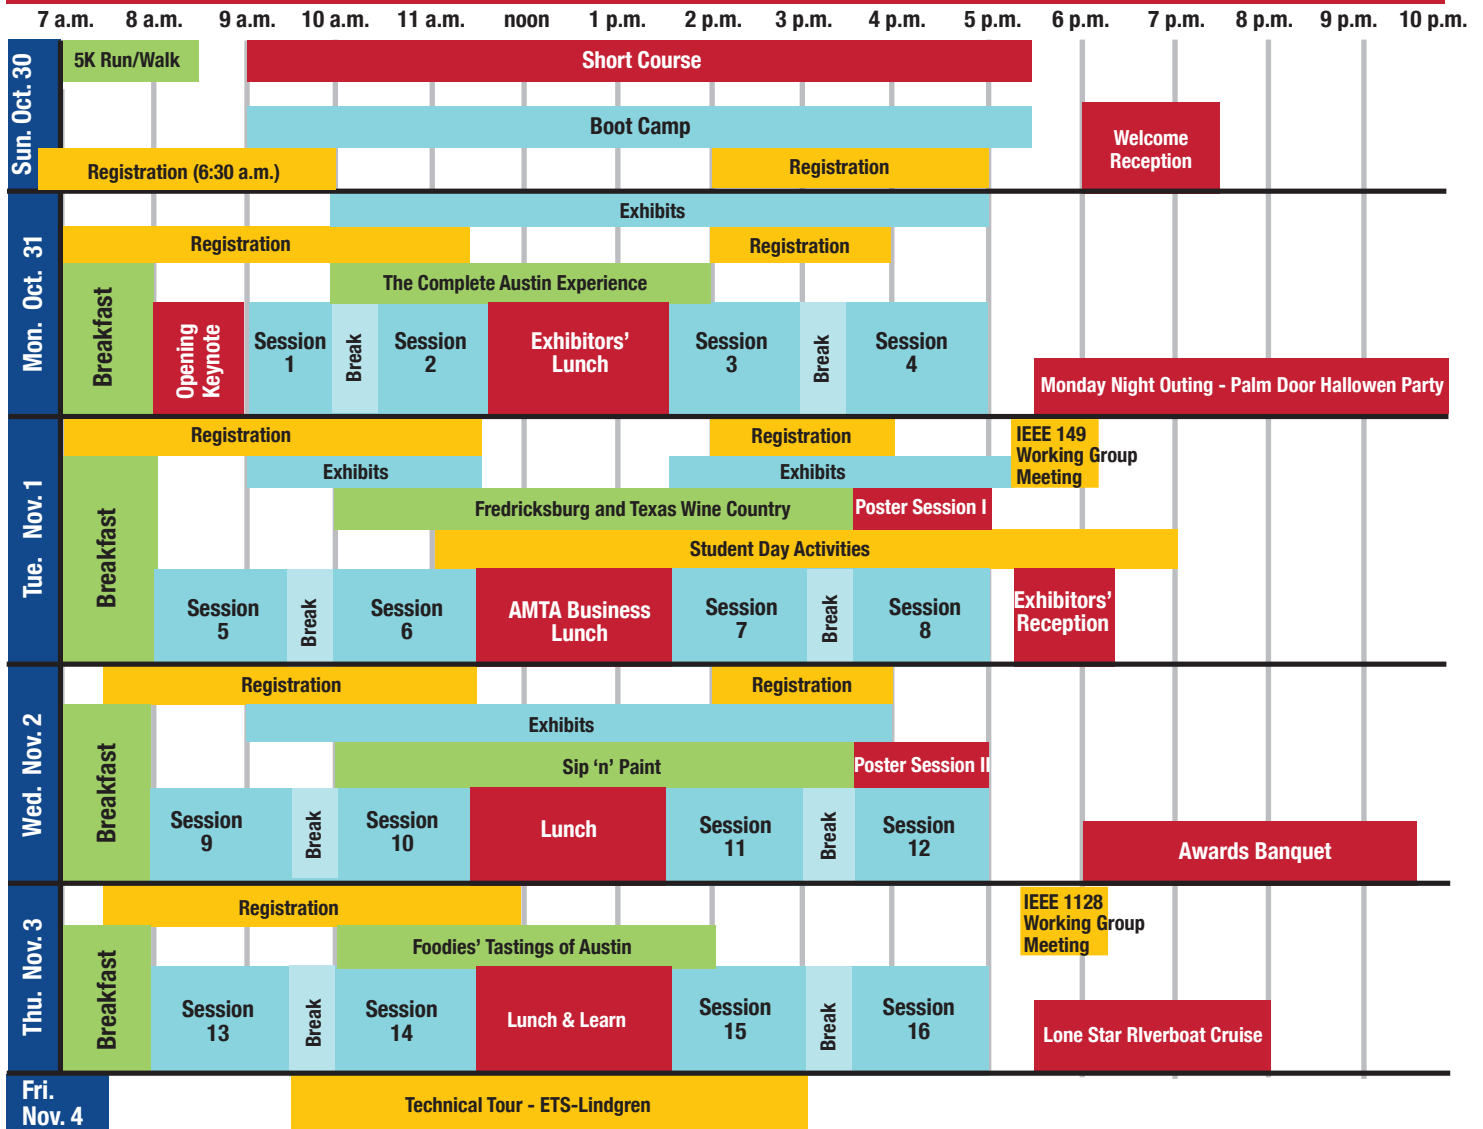 7 a.m. 8 a.m. 9 a.m. 10 a.m. 11 a.m. noon 1 p.m. 2 p.m. 3 p.m. 4 p.m. 5 p.m. 6 p.m. 7 p.m. 8 p.m. 9 p.m. 10 p.m.
Sun. Oct. 30
5K Run/Walk
Short Course
Boot Camp
Registration (6:30 a.m.)
Registration
Welcome
Reception
Mon. Oct. 31
Exhibits
Registration
Registration
The Complete Austin Experience
Breakfast
Opening
Keynote
Session
1
Break
Session
2
Exhibitors'
Lunch
Session
3
Break
Session
4
Monday Night Outing - Palm Door Hallowen Party
Tue. Nov. 1
Registration
Registration
IEEE 149
Working Group
Meeting
Exhibits
Exhibits
Fredricksburg and Texas Wine Country
Poster Session I
Student Day Activities
Breakfast
Session
5
Break
Session
6
AMTA Business
Lunch
Session
7
Break
Session
8
Exhibitors'
Reception
Wed. Nov. 2
Registration
Registration
Exhibits
Sip 'n' Paint
Poster Session II
Breakfast
Session
9
Break
Session
10
Lunch
Session
11
Break
Session
12
Awards Banquet
Thu. Nov. 3
Registration
IEEE 1128
Working Group
Meeting
Foodies' Tastings of Austin
Breakfast
Session
13
Break
Session
14
Lunch & Learn
Session
15
Break
Session
16
Lone Star RIverboat Cruise
Fri.
Nov. 4
Technical Tour - ETS-Lindgren